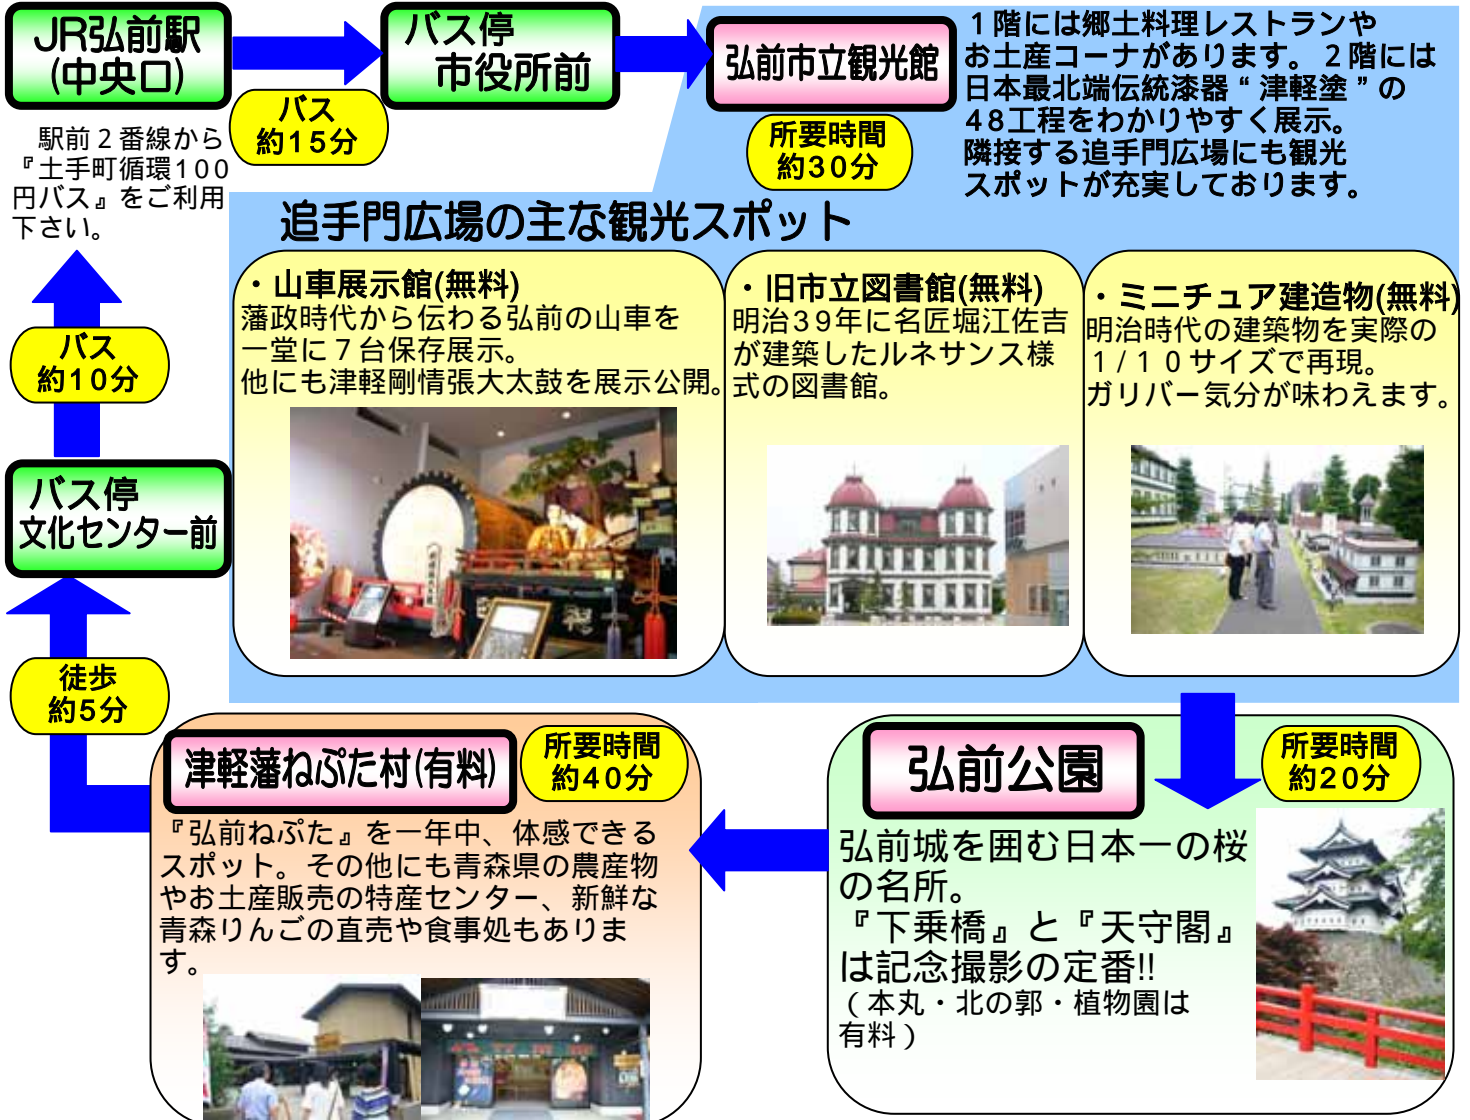 JR弘前駅
(中央口)
バス
約15分
バス停
市役所前
弘前市立観光館
所要時間
約30分
1階には郷土料理レストランや
お土産コーナがあります。2階には
日本最北端伝統漆器“津軽塗”の
48工程をわかりやすく展示。
隣接する追手門広場にも観光
スポットが充実しております。
駅前2番線から
『土手町循環100
円バス』をご利用
下さい。
追手門広場の主な観光スポット
・山車展示館(無料)
藩政時代から伝わる弘前の山車を
一堂に7台保存展示。
他にも津軽剛情張大太鼓を展示公開。
・旧市立図書館(無料)
明治39年に名匠堀江佐吉
が建築したルネサンス様
式の図書館。
・ミニチュア建造物(無料)
明治時代の建築物を実際の
1/10サイズで再現。
ガリバー気分が味わえます。
弘前公園
所要時間
約20分
弘前城を囲む日本一の桜
の名所。
『下乗橋』と『天守閣』
は記念撮影の定番!!
(本丸・北の郭・植物園は
有料)
津軽藩ねぷた村(有料)
所要時間
約40分
『弘前ねぷた』を一年中、体感できる
スポット。その他にも青森県の農産物
やお土産販売の特産センター、新鮮な
青森りんごの直売や食事処もありま
す。
徒歩
約5分
バス停
文化センター前
バス
約10分